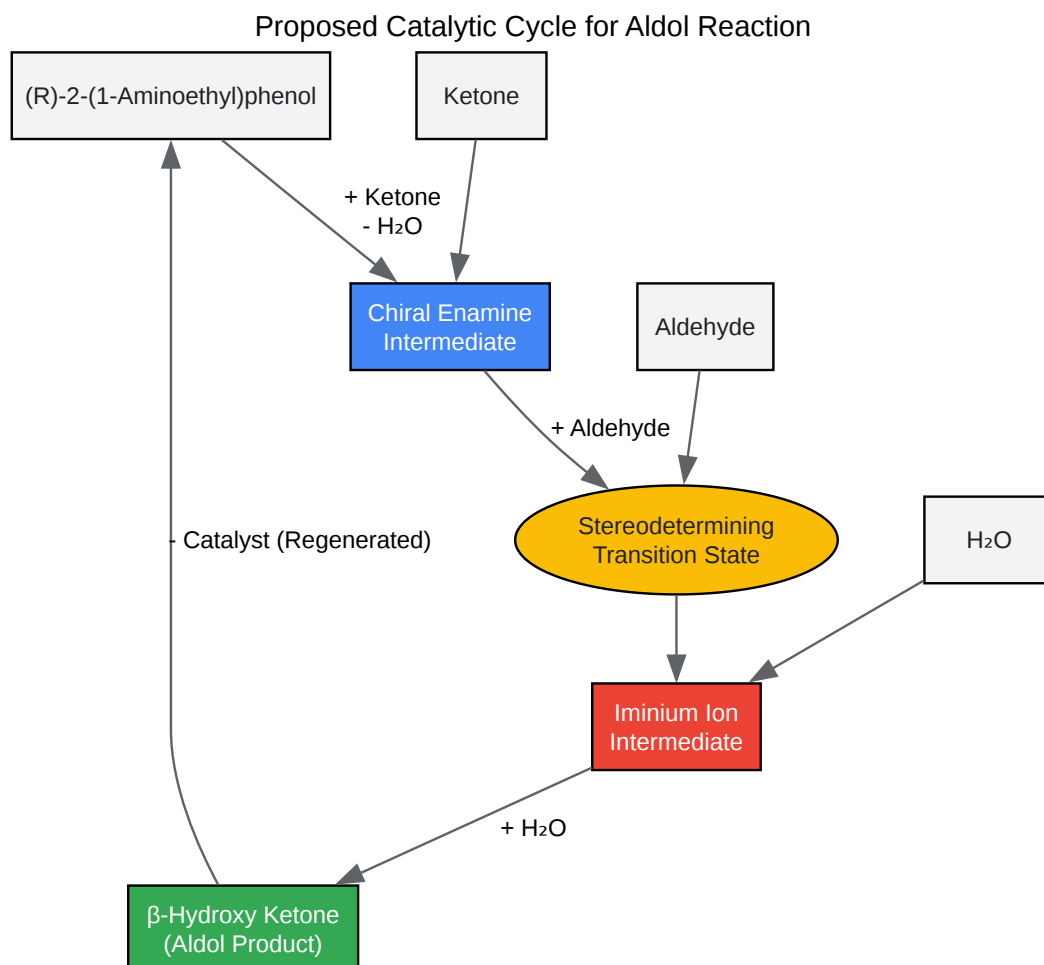 Proposed Catalytic Cycle for Aldol Reaction
(R)-2-(1-Aminoethyl)phenol
Ketone
+ Ketone
- H₂O
Chiral Enamine
Intermediate
Aldehyde
+ Aldehyde
Stereodetermining
Transition State
H₂O
- Catalyst (Regenerated)
Iminium Ion
Intermediate
+ H₂O
β-Hydroxy Ketone
(Aldol Product)